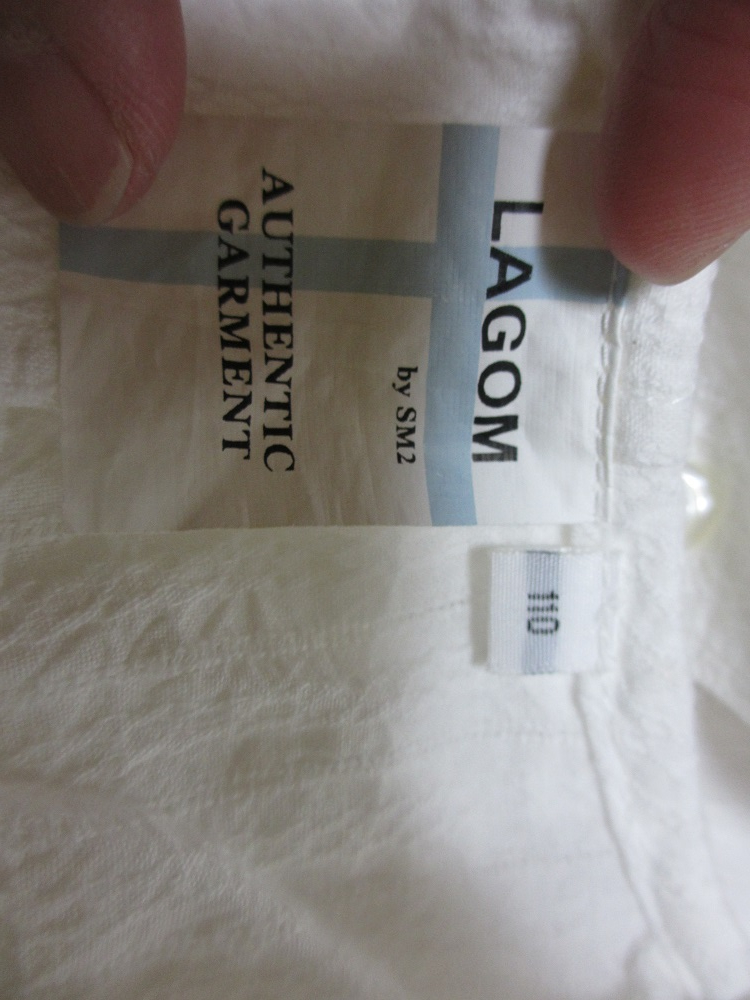 LAGOM
by SM2
AUTHENTIC
GARMENT
110